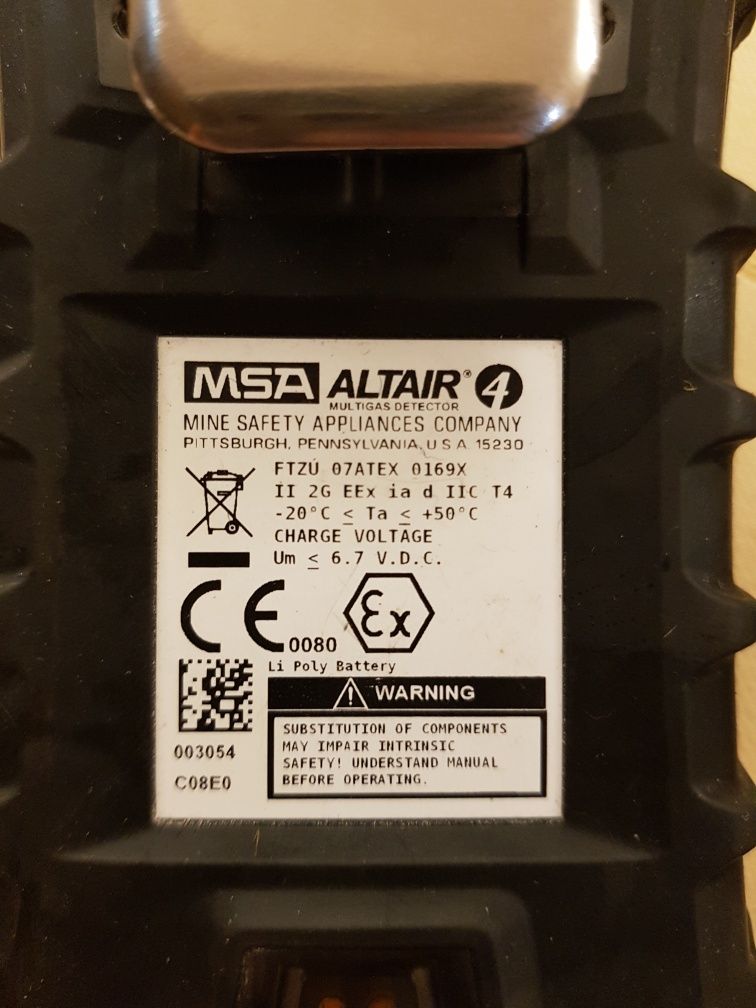 MSA ALTAIR® 4
MULTIGAS DETECTOR
MINE SAFETY APPLIANCES COMPANY
PITTSBURGH, PENNSYLVANIA, U S A 15230
FTZÚ 07ATEX 0169X
II 2G EEx ia d IIC T4
-20°C ≤ Ta ≤ +50°C
CHARGE VOLTAGE
Um ≤ 6.7 V.D.C.
CE 0080 Ex
Li Poly Battery
WARNING
SUBSTITUTION OF COMPONENTS
MAY IMPAIR INTRINSIC
SAFETY! UNDERSTAND MANUAL
BEFORE OPERATING.
003054
C08E0